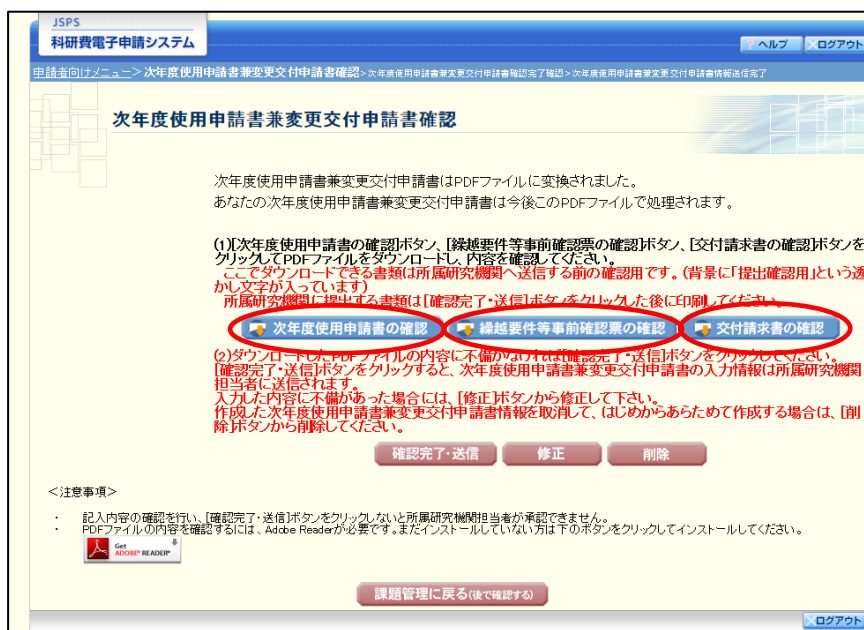 JSPS
科研費電子申請システム
ヘルプ
ログアウト
申請者向けメニュー>次年度使用申請書兼変更交付申請書確認>次年度使用申請書兼変更交付申請書確認完了確認>次年度使用申請書兼変更交付申請書情報送信完了
次年度使用申請書兼変更交付申請書確認
次年度使用申請書兼変更交付申請書はPDFファイルに変換されました。
あなたの次年度使用申請書兼変更交付申請書は今後このPDFファイルで処理されます。
(1)[次年度使用申請書の確認]ボタン、[繰越要件等事前確認票の確認]ボタン、[交付請求書の確認]ボタンを
クリックしてPDFファイルをダウンロードし、内容を確認してください。
ここでダウンロードできる書類は所属研究機関へ送信する前の確認用です。(背景に「提出確認用」という透
かし文字が入っています)
所属研究機関に提出する書類は[確認完了・送信]ボタンをクリックした後に印刷してください。
次年度使用申請書の確認
繰越要件等事前確認票の確認
交付請求書の確認
(2)ダウンロードしたPDFファイルの内容に不備がなければ[確認完了・送信]ボタンをクリックしてください。
[確認完了・送信]ボタンをクリックすると、次年度使用申請書兼変更交付申請書の入力情報は所属研究機関
担当者に送信されます。
入力した内容に不備があった場合には、[修正]ボタンから修正して下さい。
作成した次年度使用申請書兼変更交付申請書情報を取消して、はじめからあらためて作成する場合は、[削
除]ボタンから削除してください。
確認完了・送信
修正
削除
<注意事項>
・ 記入内容の確認を行い、[確認完了・送信]ボタンをクリックしないと所属研究機関担当者が承認できません。
・ PDFファイルの内容を確認するには、Adobe Readerが必要です。まだインストールしていない方は下のボタンをクリックしてインストールしてください。
Get
ADOBE® READER®
課題管理に戻る(後で確認する)
ログアウト